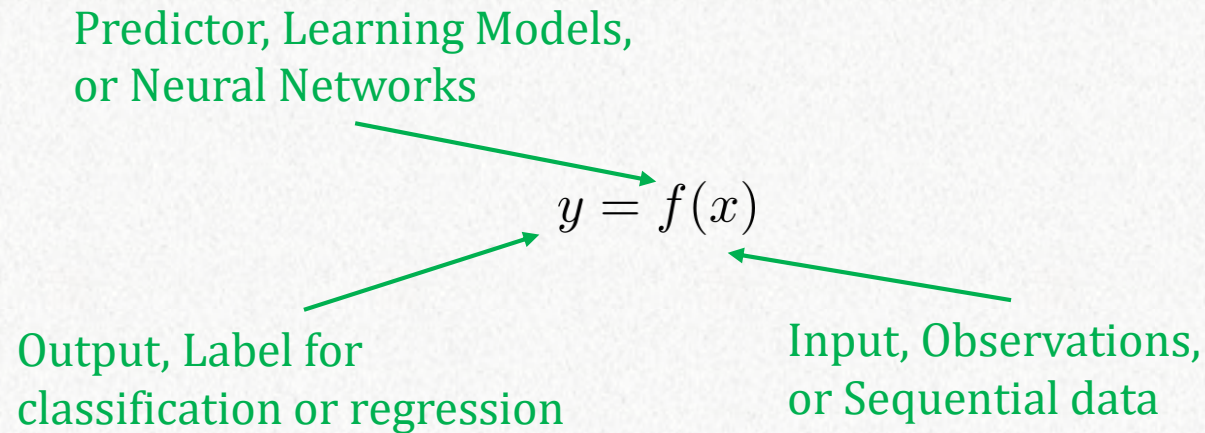 Predictor, Learning Models,
or Neural Networks
y = f(x)
Output, Label for
classification or regression
Input, Observations,
or Sequential data